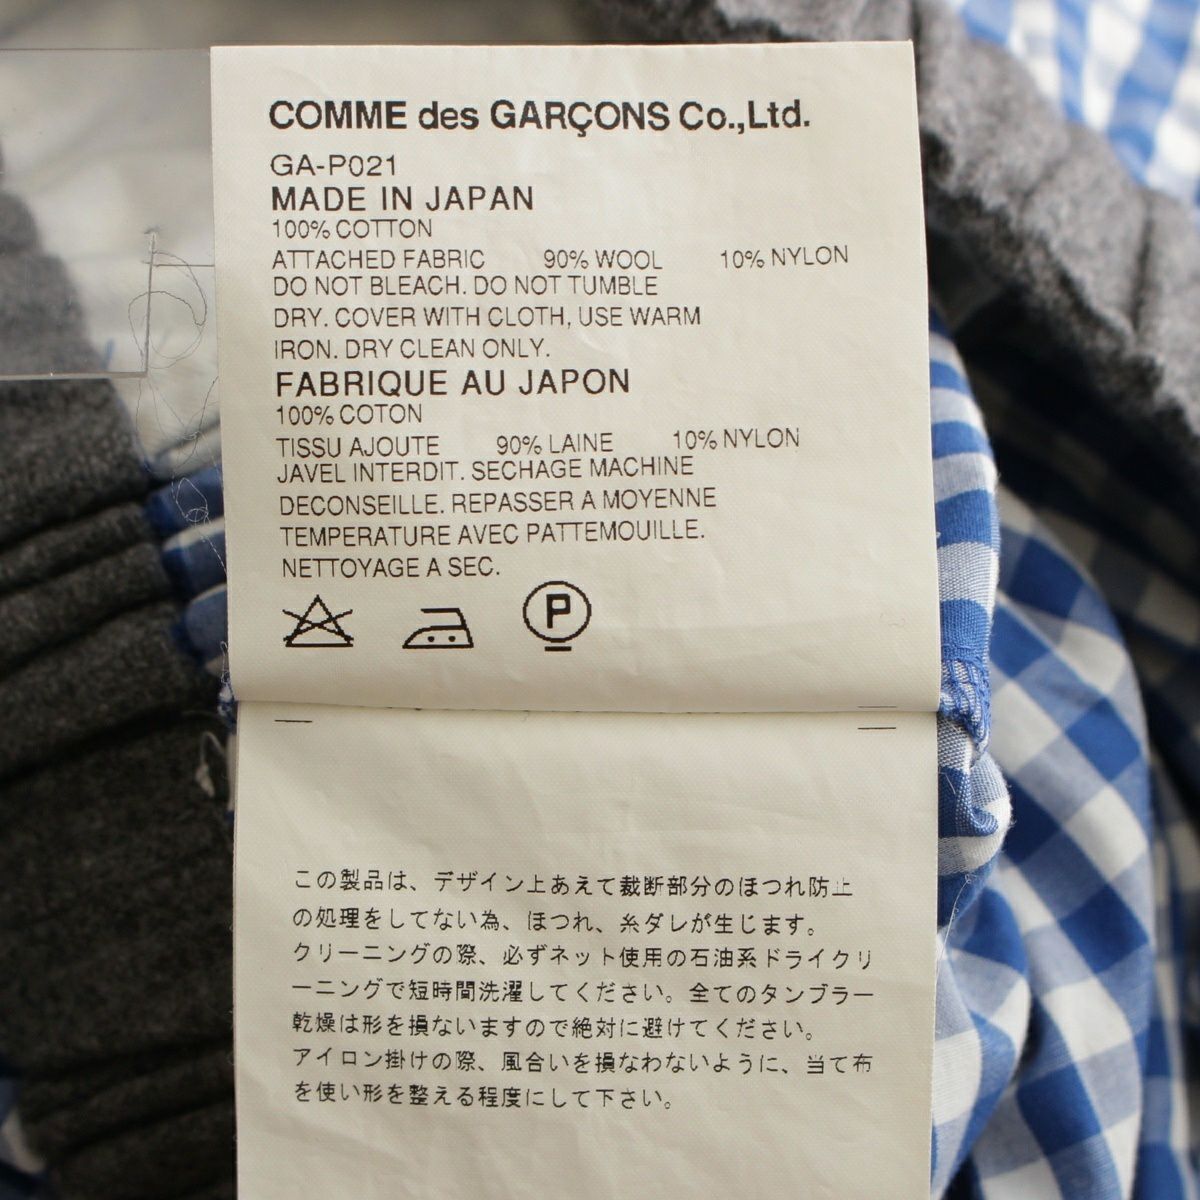 COMME des GARÇONS Co.,Ltd.
GA-P021
MADE IN JAPAN
100% COTTON
ATTACHED FABRIC 90% WOOL 10% NYLON
DO NOT BLEACH. DO NOT TUMBLE
DRY. COVER WITH CLOTH, USE WARM
IRON. DRY CLEAN ONLY.
FABRIQUE AU JAPON
100% COTON
TISSU AJOUTE 90% LAINE 10% NYLON
JAVEL INTERDIT. SECHAGE MACHINE
DECONSEILLE. REPASSER A MOYENNE
TEMPERATURE AVEC PATTEMOUILLE.
NETTOYAGE A SEC.
P
この製品は、デザイン上あえて裁断部分のほつれ防止
の処理をしてない為、ほつれ、糸ダレが生じます。
クリーニングの際、必ずネット使用の石油系ドライクリ
ーニングで短時間洗濯してください。全てのタンブラー
乾燥は形を損ないますので絶対に避けてください。
アイロン掛けの際、風合いを損なわないように、当て布
を使い形を整える程度にして下さい。